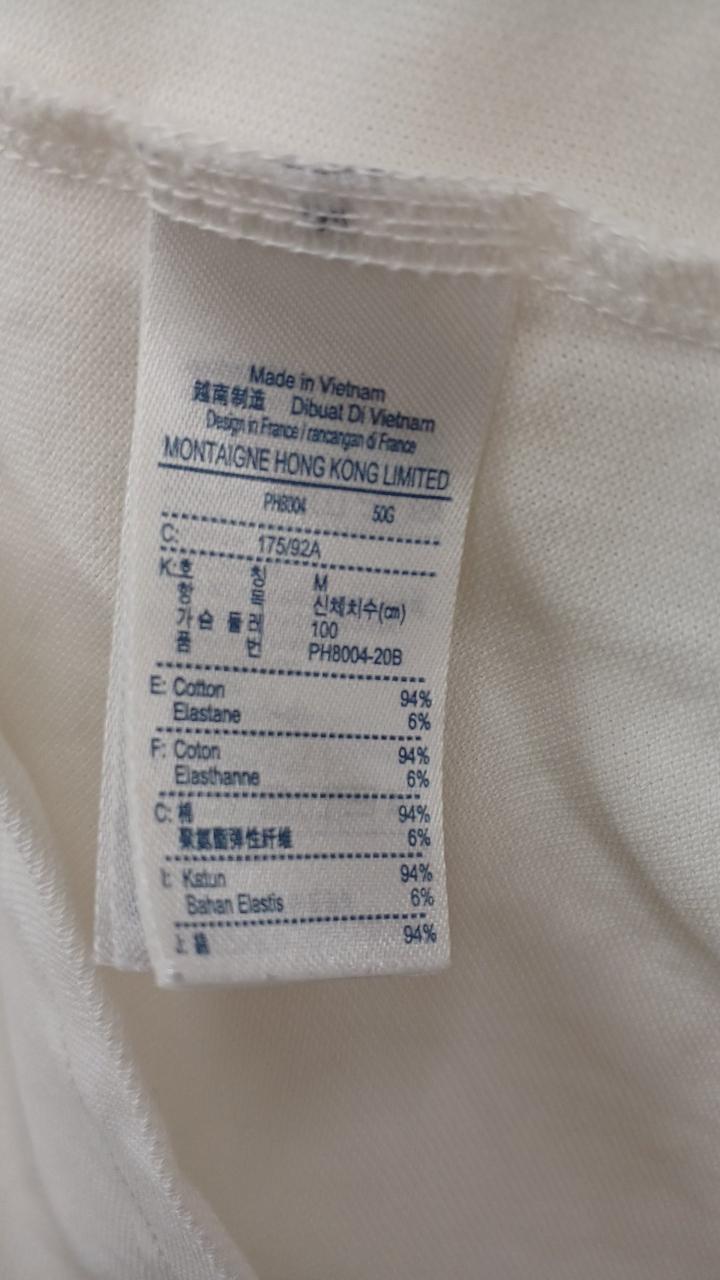 Made in Vietnam
越南制造 Dibuat Di Vietnam
Design in France / rancangan di France
MONTAIGNE HONG KONG LIMITED
PH8004 50G
C: 175/92A
K:호 칭 M
항 목 신체치수(㎝)
가 슴 둘 레 100
품 번 PH8004-20B
E: Cotton 94%
Elastane 6%
F: Coton 94%
Elasthanne 6%
C: 棉 94%
聚氨酯弹性纤维 6%
I: Katun 94%
Bahan Elastis 6%
J: 綿 94%